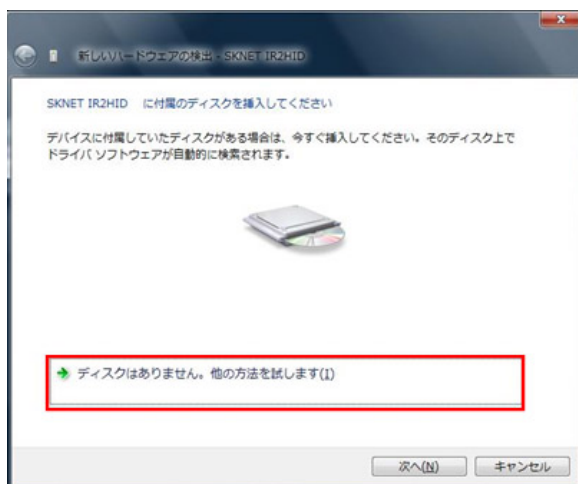 新しいハードウェアの検出 - SKNET IR2HID
SKNET IR2HID に付属のディスクを挿入してください
デバイスに付属していたディスクがある場合は、今すぐ挿入してください。そのディスク上で
ドライバ ソフトウェアが自動的に検索されます。
ディスクはありません。他の方法を試します(I)
次へ(N) キャンセル